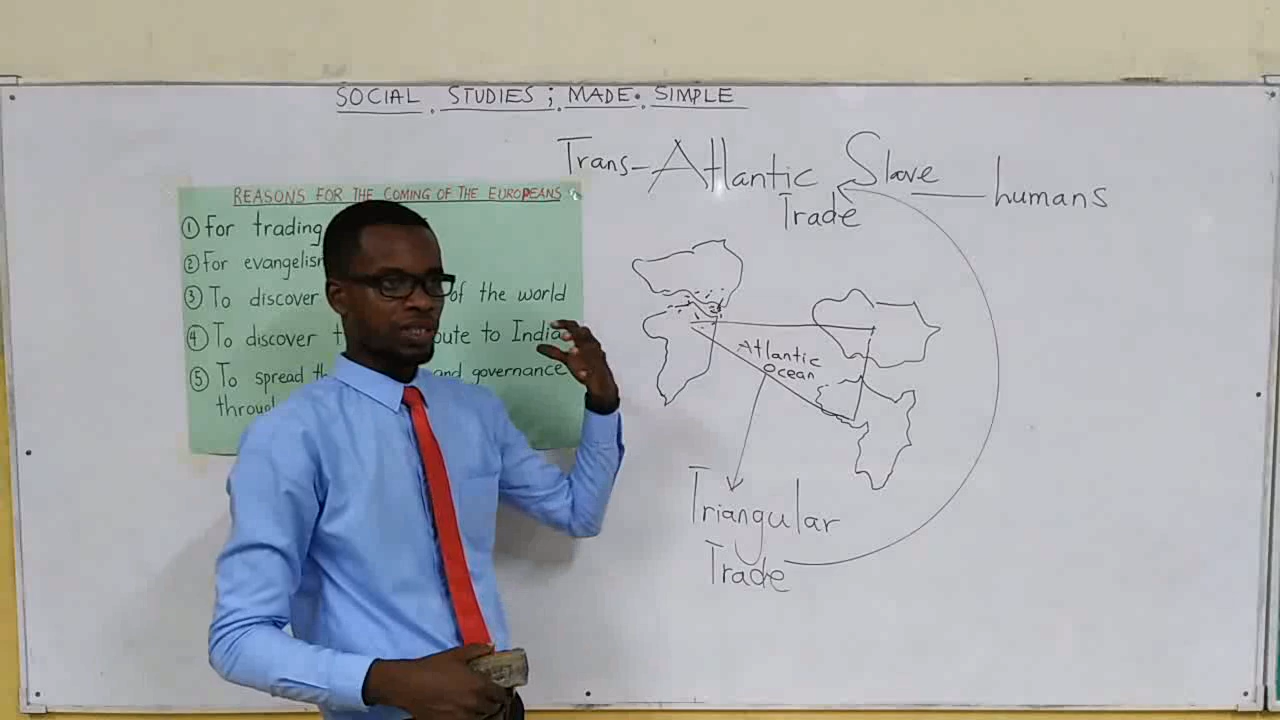 SOCIAL STUDIES; MADE SIMPLE
REASONS FOR THE COMING OF THE EUROPEANS
① For trading
② For
③ To discover of the world
④ To discover to India
⑤ To spread and governance
Trans-Atlantic Slave humans
Trade
Atlantic
Ocean
Triangular
Trade